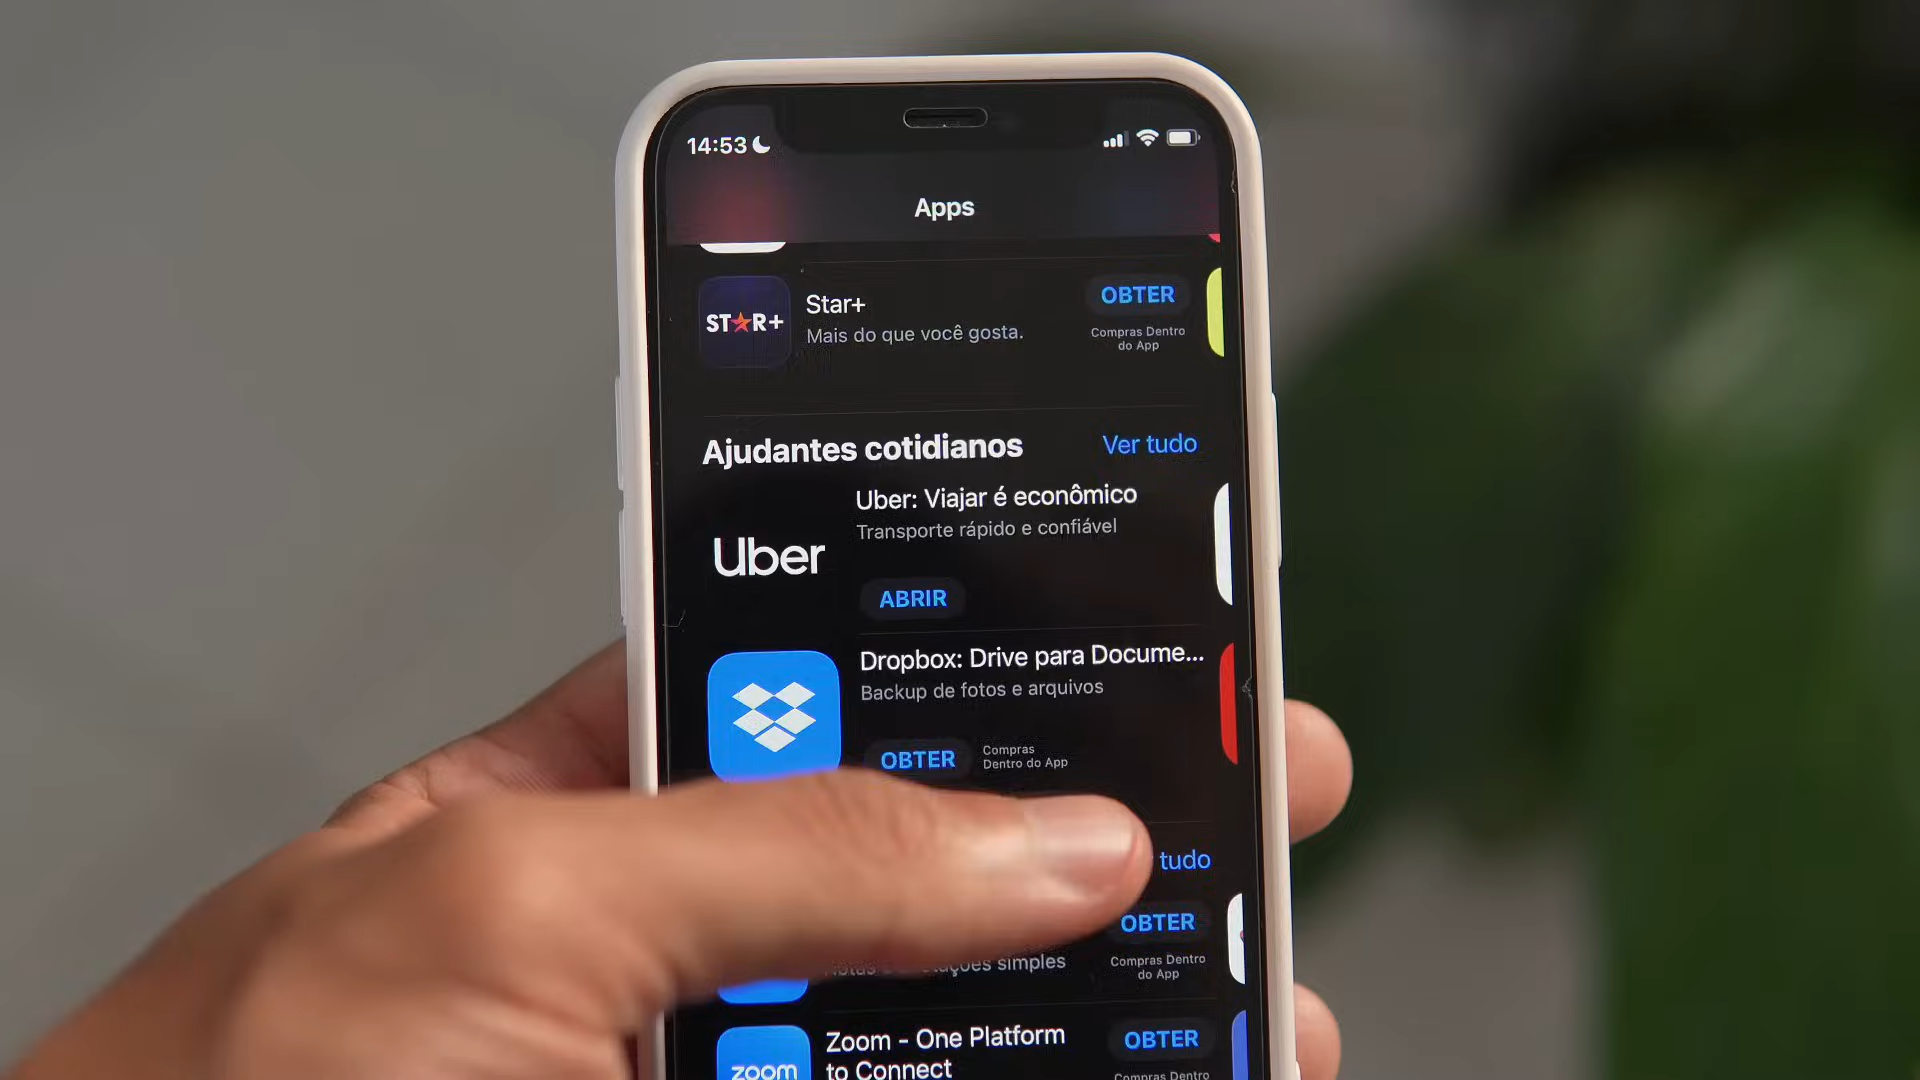 14:53
Apps
ST★R+
Star+
Mais do que você gosta.
OBTER
Compras Dentro
do App
Ajudantes cotidianos
Ver tudo
Uber
Uber: Viajar é econômico
Transporte rápido e confiável
ABRIR
Dropbox: Drive para Docume...
Backup de fotos e arquivos
OBTER
Compras
Dentro do App
tudo
OBTER
simples
Compras Dentro
do App
zoom
Zoom - One Platform
to Connect
OBTER
Compras Dentro